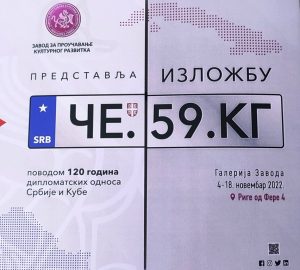 ЗАВОД ЗА ПРОУЧАВАЊЕ
КУЛТУРНОГ РАЗВИТКА
ПРЕДСТАВЉА ИЗЛОЖБУ
SRB ЧЕ. 59.КГ
поводом 120 година
дипломатских односа
Србије и Кубе
Галерија Завода
4-18. новембар 2022.
Риге од Фере 4